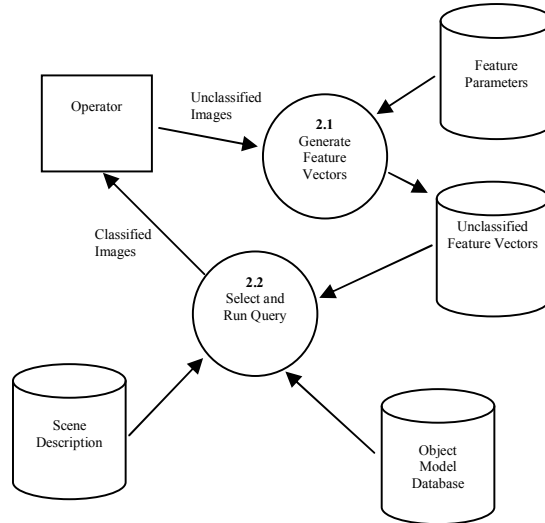 Feature
Parameters
Operator
Unclassified
Images
2.1
Generate
Feature
Vectors
Unclassified
Feature Vectors
Classified
Images
2.2
Select and
Run Query
Scene
Description
Object
Model
Database